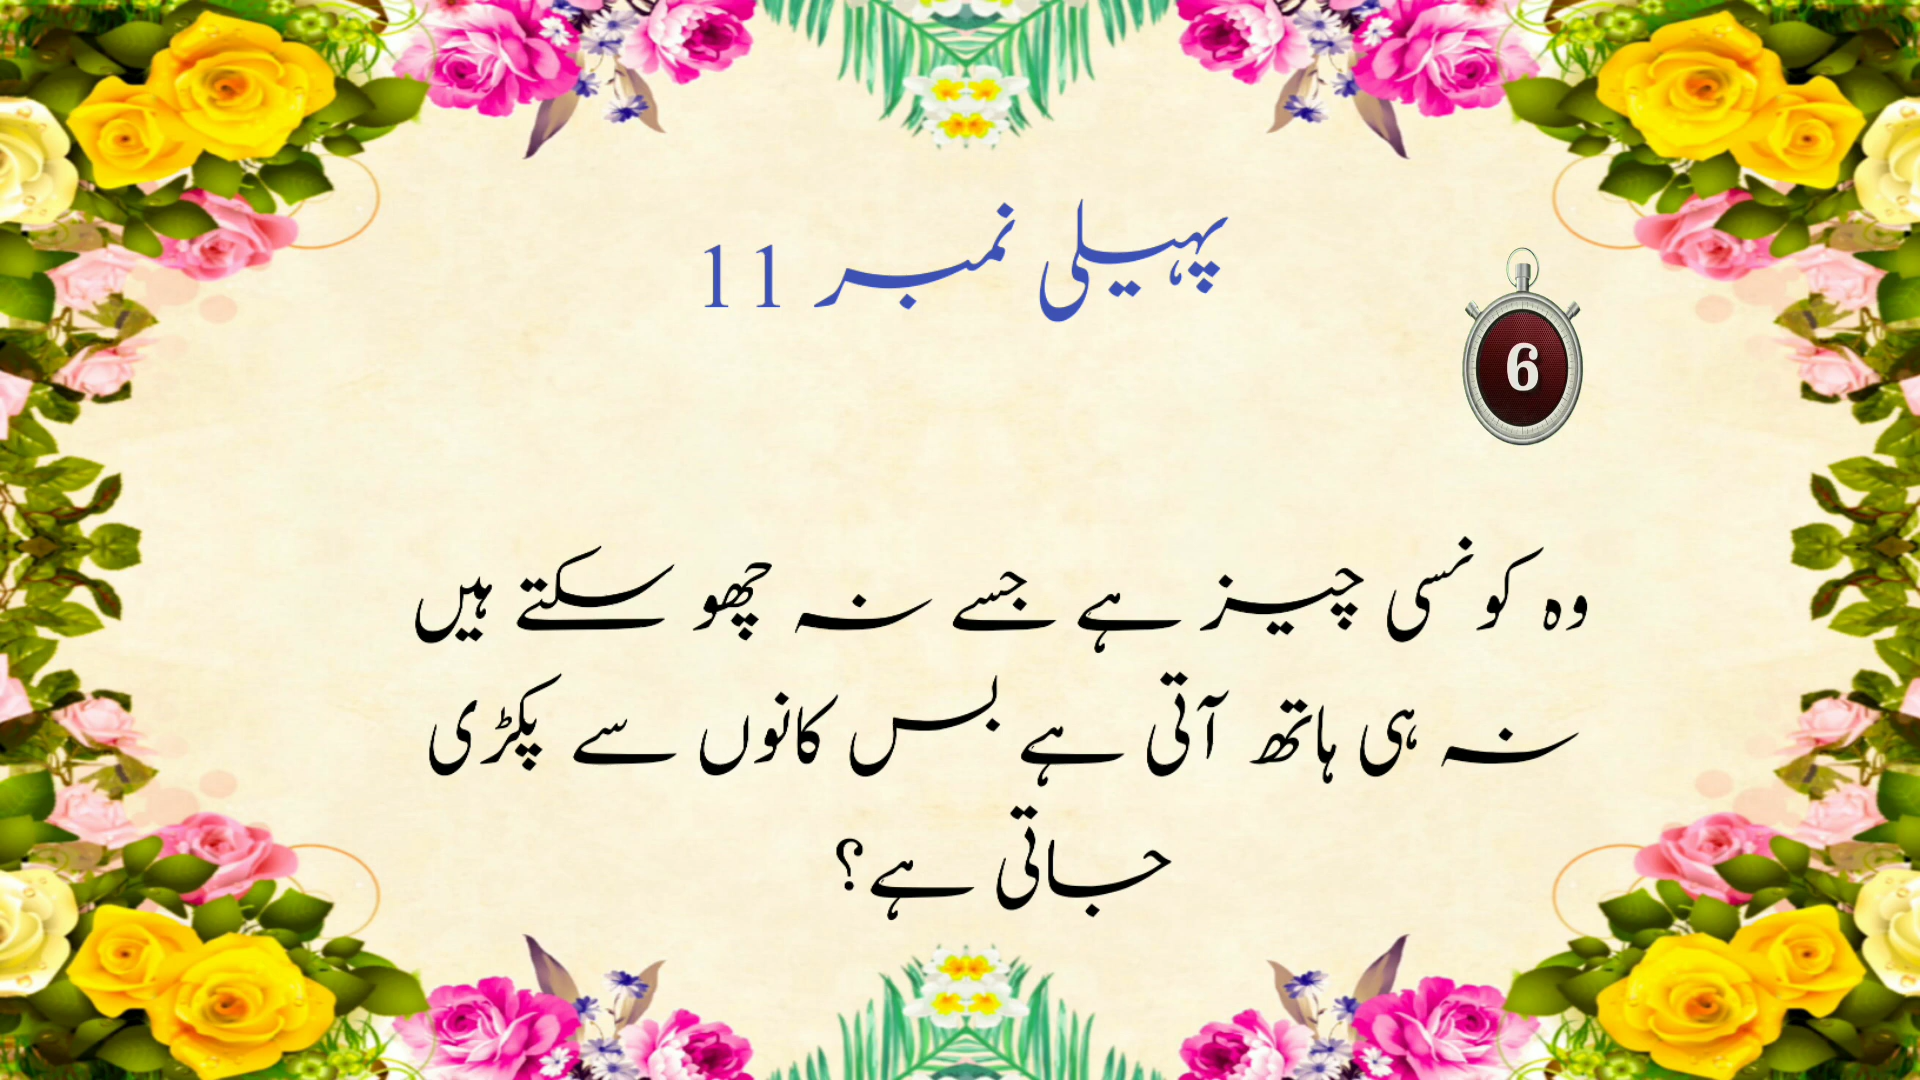 پہیلی نمبر 11
6
وہ کونسی چیز ہے جسے نہ چھو سکتے ہیں
نہ ہی ہاتھ آتی ہے بس کانوں سے پکڑی
جاتی ہے؟